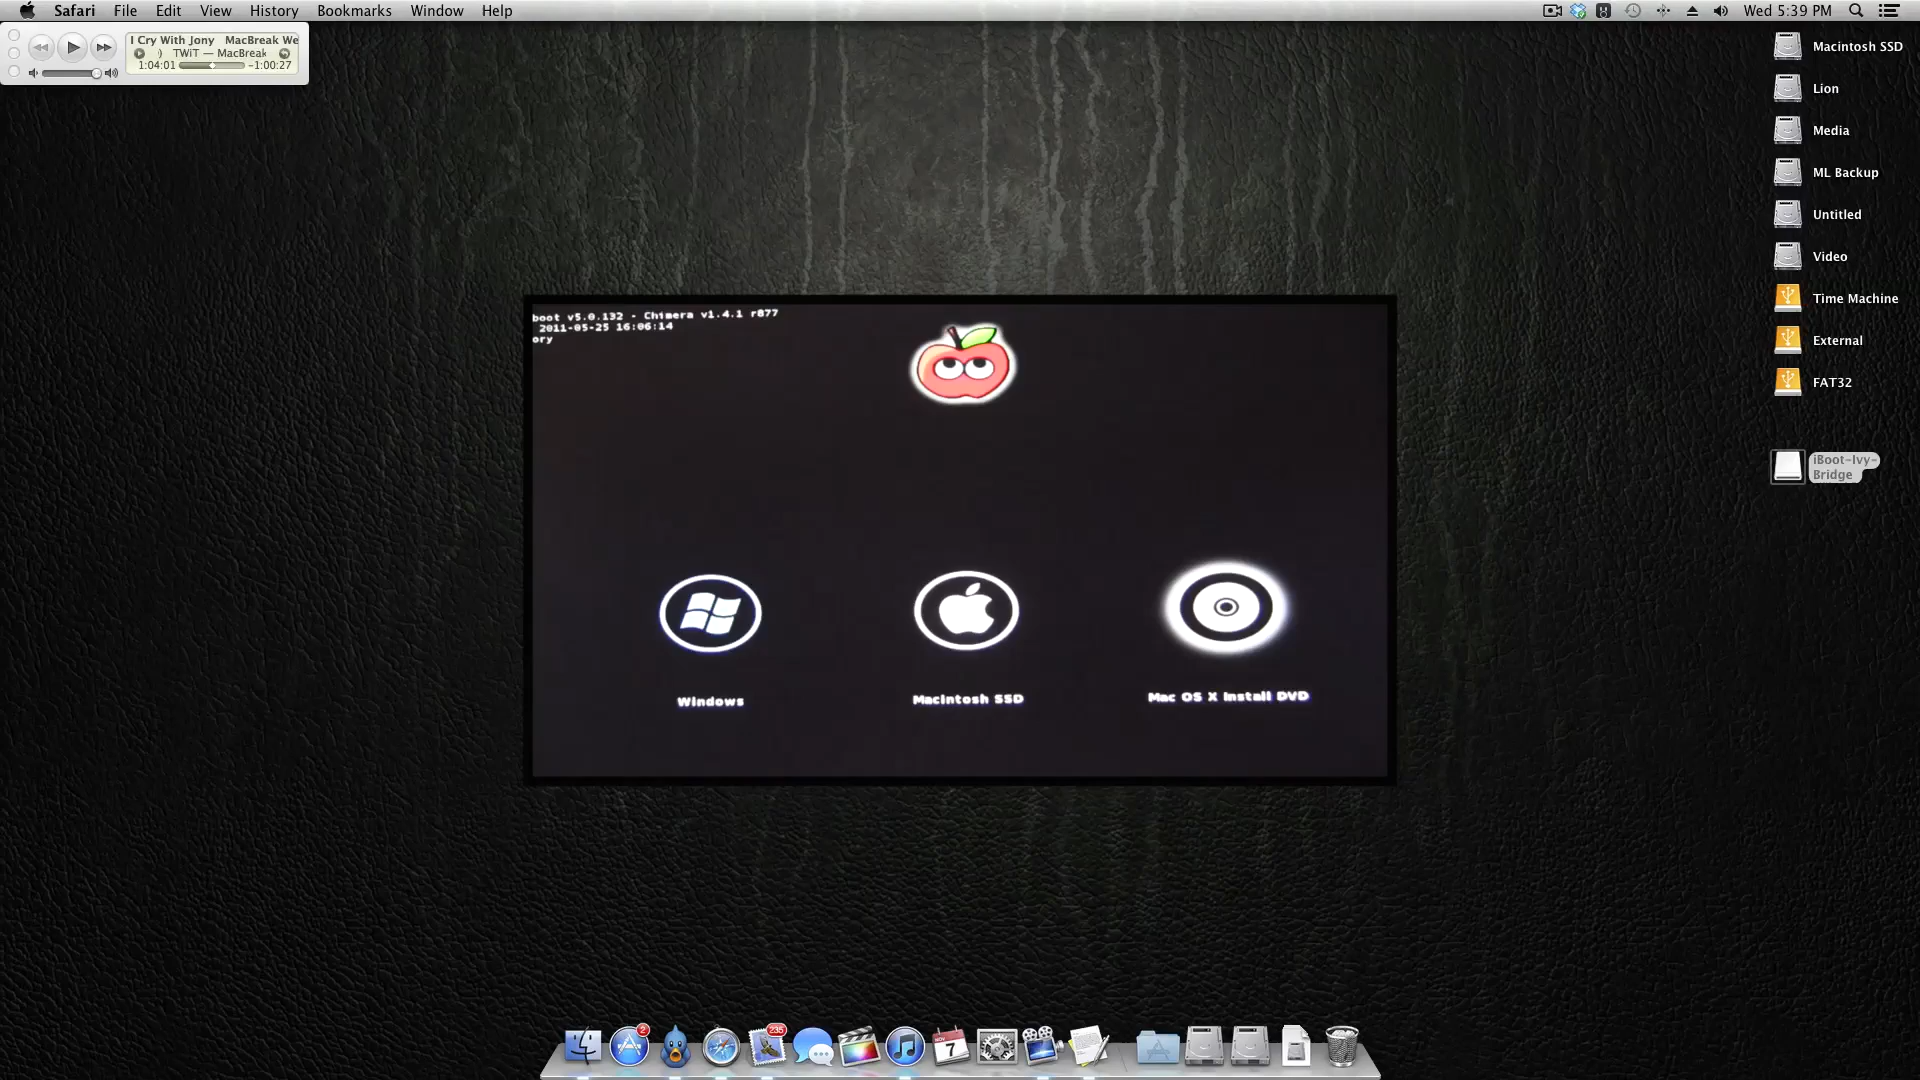 Safari File Edit View History Bookmarks Window Help
Wed 5:39 PM
I Cry With Jony MacBreak We
TWiT — MacBreak
1:04:01 -1:00:27
Macintosh SSD
Lion
Media
ML Backup
Untitled
Video
Time Machine
External
FAT32
iBoot-Ivy-
Bridge
boot v5.0.132 - Chimera v1.4.1 r877
2011-05-25 16:06:14
ory
Windows
Macintosh SSD
Mac OS X Install DVD
2
235
NOV
7